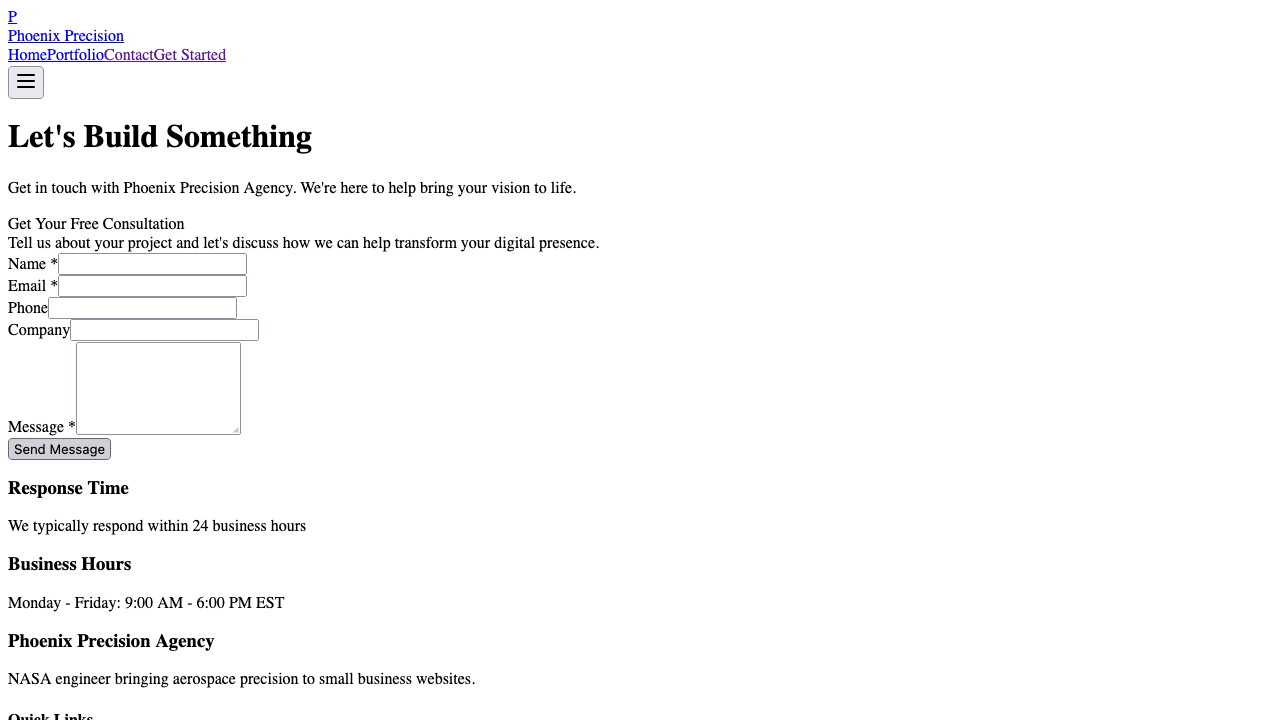 P
Phoenix Precision
HomePortfolioContactGet Started
Let's Build Something
Get in touch with Phoenix Precision Agency. We're here to help bring your vision to life.
Get Your Free Consultation
Tell us about your project and let's discuss how we can help transform your digital presence.
Name *
Email *
Phone
Company
Message *
Send Message
Response Time
We typically respond within 24 business hours
Business Hours
Monday - Friday: 9:00 AM - 6:00 PM EST
Phoenix Precision Agency
NASA engineer bringing aerospace precision to small business websites.
Quick Links